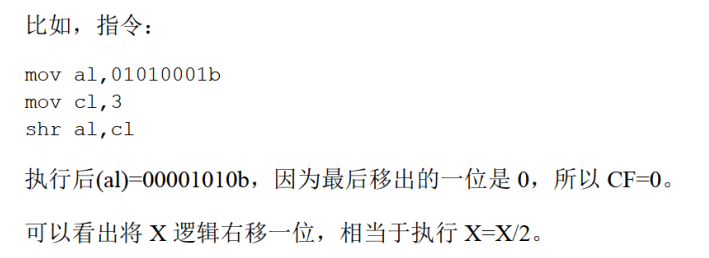 比如，指令：
mov al,01010001b
mov cl,3
shr al,cl
执行后(al)=00001010b，因为最后移出的一位是 0，所以 CF=0。
可以看出将 X 逻辑右移一位，相当于执行 X=X/2。